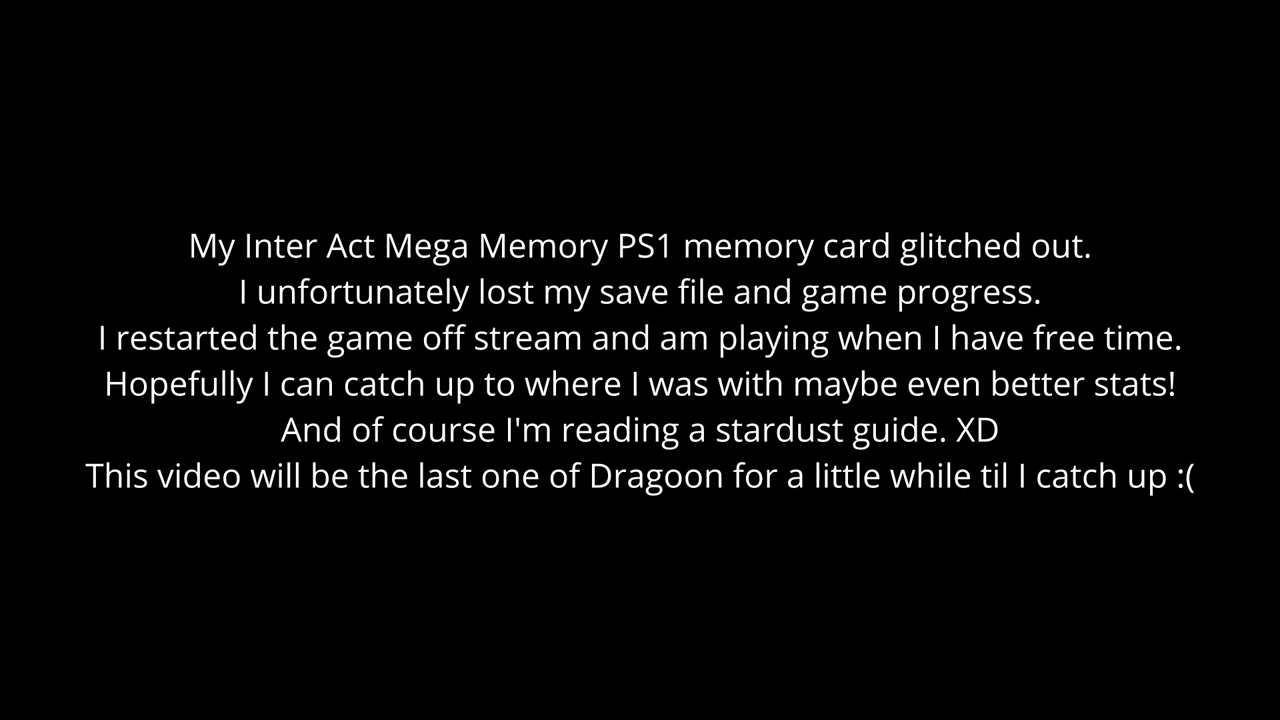 My Inter Act Mega Memory PS1 memory card glitched out.
I unfortunately lost my save file and game progress.
I restarted the game off stream and am playing when I have free time.
Hopefully I can catch up to where I was with maybe even better stats!
And of course I'm reading a stardust guide. XD
This video will be the last one of Dragoon for a little while til I catch up :(